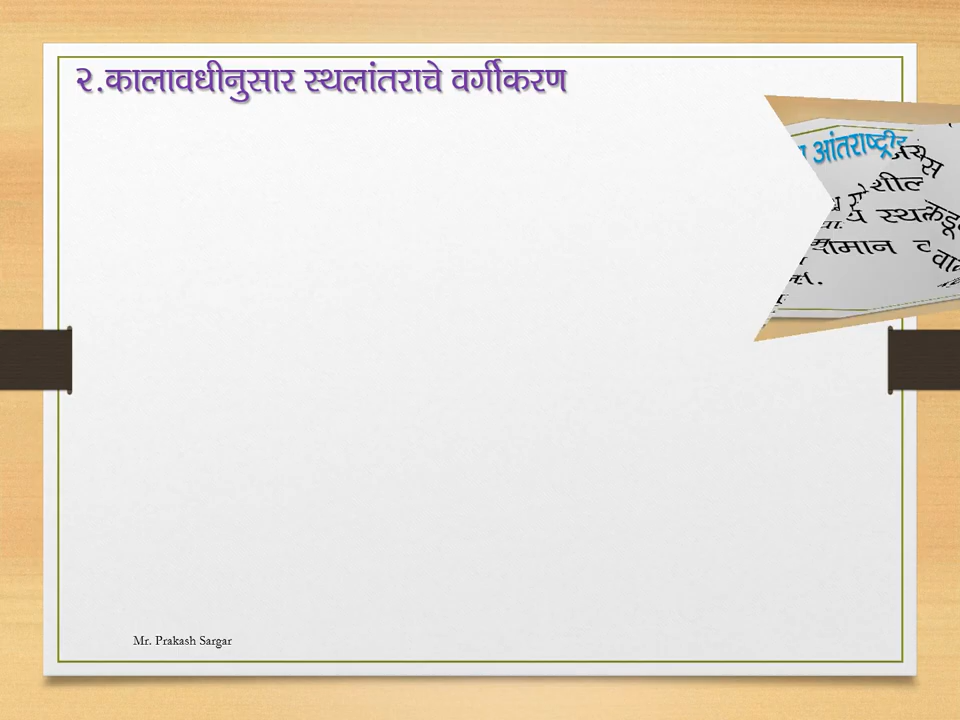 २.कालावधीनुसार स्थलांतराचे वर्गीकरण
आंतराष्ट्रीय
शील
मान
Mr. Prakash Sargar